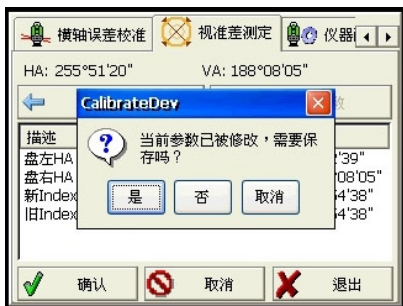 横轴误差校准 视准差测定 仪器
HA: 255°51'20" VA: 188°08'05"
CalibrateDev
描述
当前参数已被修改，需要保
存吗？
盘左HA '39"
盘右HA °08'05"
新Index 54'38"
旧Index 54'38"
是 否 取消
确认 取消 退出